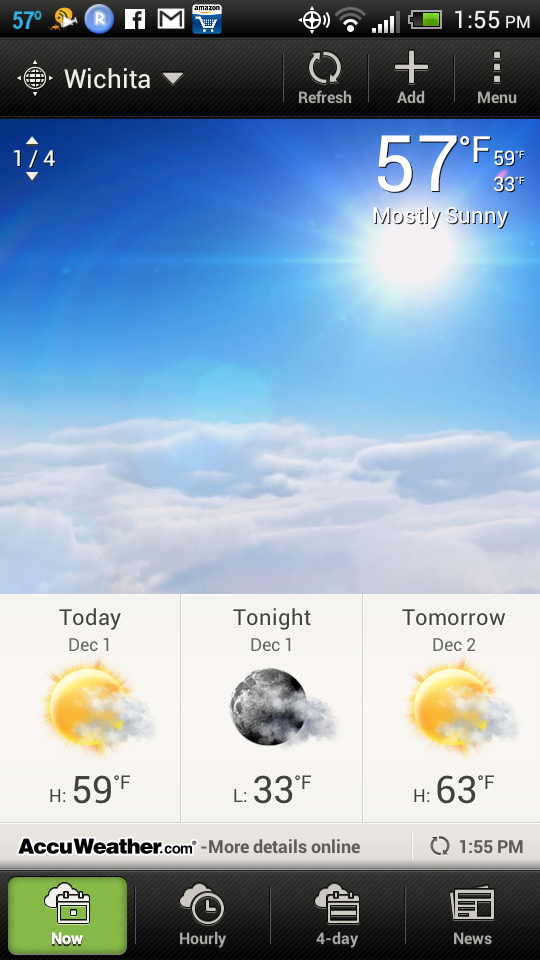 57° R f M amazon 1:55 PM
Wichita Refresh Add Menu
1 / 4
57°F 59°F
33°F
Mostly Sunny
Today Tonight Tomorrow
Dec 1 Dec 1 Dec 2
H: 59°F L: 33°F H: 63°F
AccuWeather.com® -More details online 1:55 PM
Now Hourly 4-day News